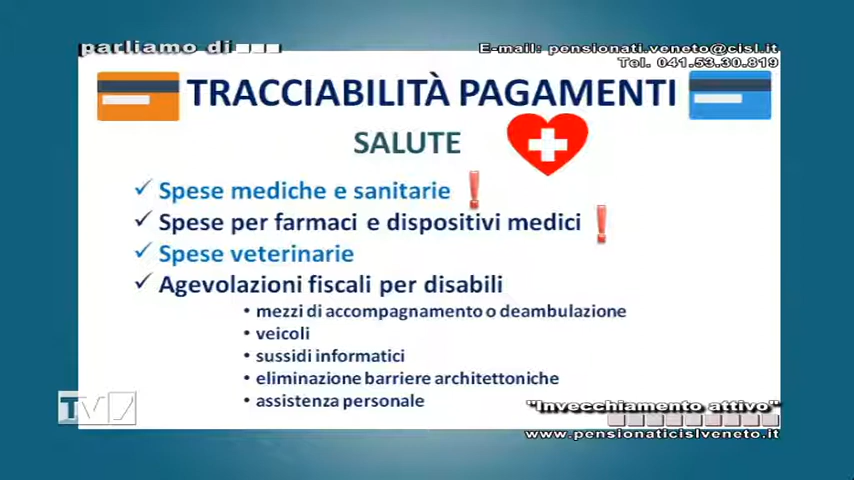 parliamo di...
E-mail: pensionati.veneto@cisl.it
Tel. 041.53.30.819
TRACCIABILITÀ PAGAMENTI
SALUTE
Spese mediche e sanitarie
Spese per farmaci e dispositivi medici
Spese veterinarie
Agevolazioni fiscali per disabili
• mezzi di accompagnamento o deambulazione
• veicoli
• sussidi informatici
• eliminazione barriere architettoniche
• assistenza personale
TV7
"Invecchiamento attivo"
www.pensionaticislveneto.it